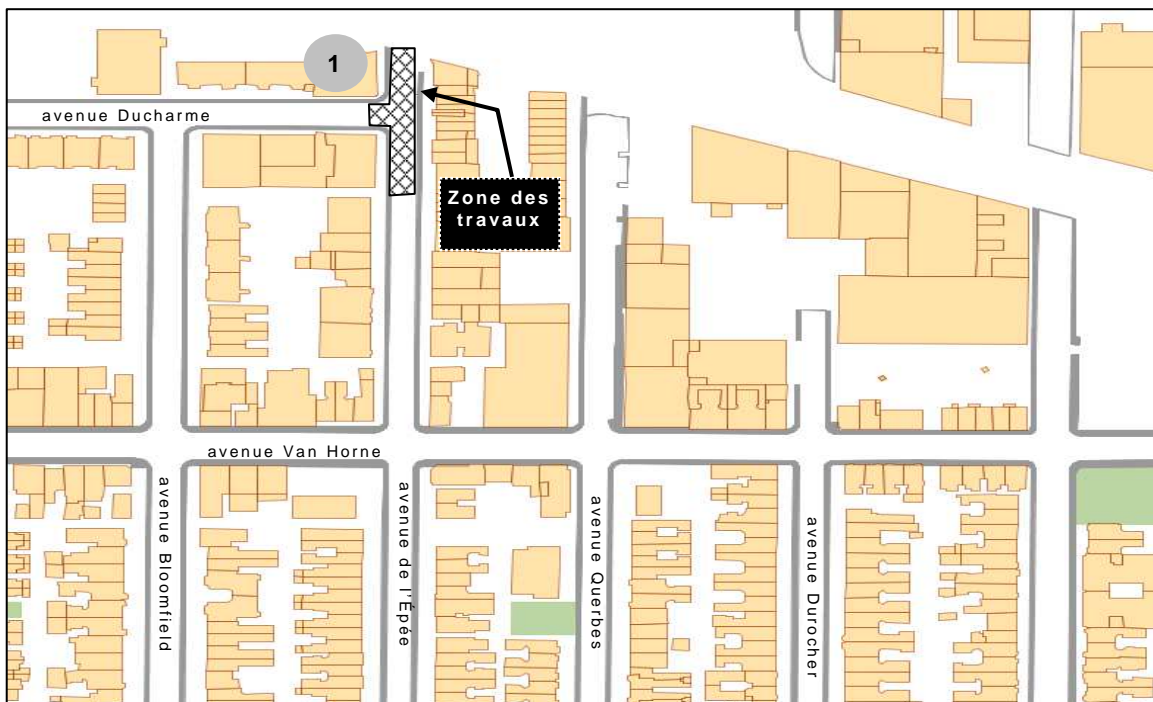 1
avenue Ducharme
Zone des
travaux
avenue Van Horne
avenue Bloomfield
avenue de l'Épée
avenue Querbes
avenue Durocher